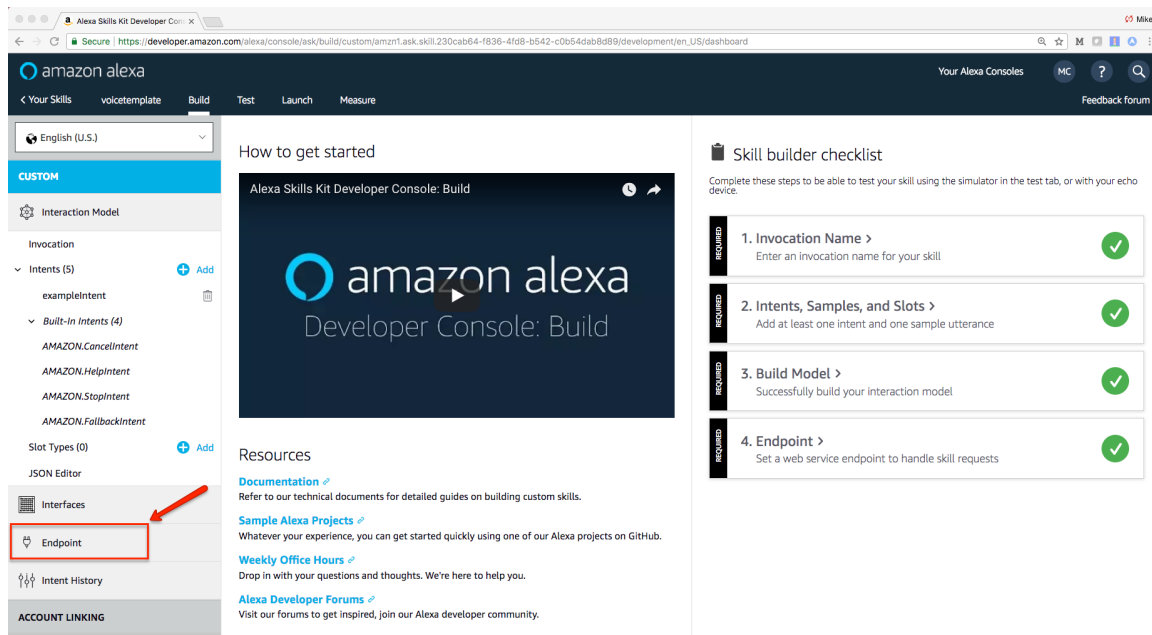 Alexa Skills Kit Developer Cons
Mike
Secure | https://developer.amazon.com/alexa/console/ask/build/custom/amzn1.ask.skill.230cab64-f836-4fd8-b542-c0b54dab8d89/development/en_US/dashboard
amazon alexa
Your Alexa Consoles
MC
?
Your Skills
voicetemplate
Build
Test
Launch
Measure
Feedback forum
English (U.S.)
CUSTOM
Interaction Model
Invocation
Intents (5)
Add
exampleIntent
Built-In Intents (4)
AMAZON.CancelIntent
AMAZON.HelpIntent
AMAZON.StopIntent
AMAZON.FallbackIntent
Slot Types (0)
Add
JSON Editor
Interfaces
Endpoint
Intent History
ACCOUNT LINKING
How to get started
Alexa Skills Kit Developer Console: Build
amazon alexa
Developer Console: Build
Resources
Documentation
Refer to our technical documents for detailed guides on building custom skills.
Sample Alexa Projects
Whatever your experience, you can get started quickly using one of our Alexa projects on GitHub.
Weekly Office Hours
Drop in with your questions and thoughts. We're here to help you.
Alexa Developer Forums
Visit our forums to get inspired, join our Alexa developer community.
Skill builder checklist
Complete these steps to be able to test your skill using the simulator in the test tab, or with your echo
device.
REQUIRED
1. Invocation Name >
Enter an invocation name for your skill
REQUIRED
2. Intents, Samples, and Slots >
Add at least one intent and one sample utterance
REQUIRED
3. Build Model >
Successfully build your interaction model
REQUIRED
4. Endpoint >
Set a web service endpoint to handle skill requests